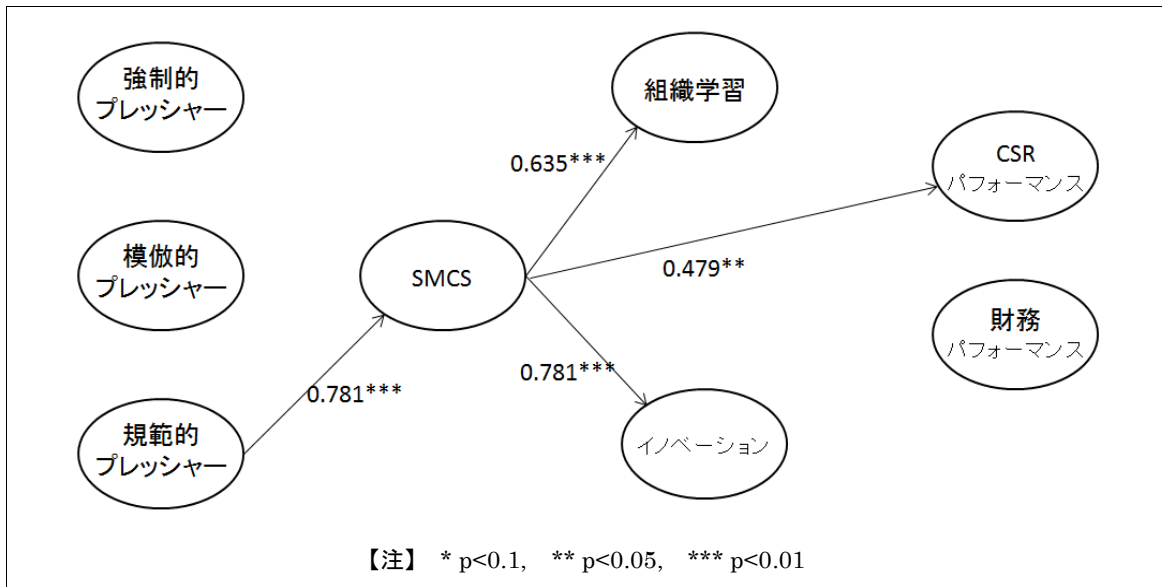 強制的
プレッシャー
組織学習
0.635***
CSR
パフォーマンス
模倣的
プレッシャー
SMCS
0.479**
財務
パフォーマンス
0.781***
0.781***
規範的
プレッシャー
イノベーション
【注】 * p<0.1, ** p<0.05, *** p<0.01